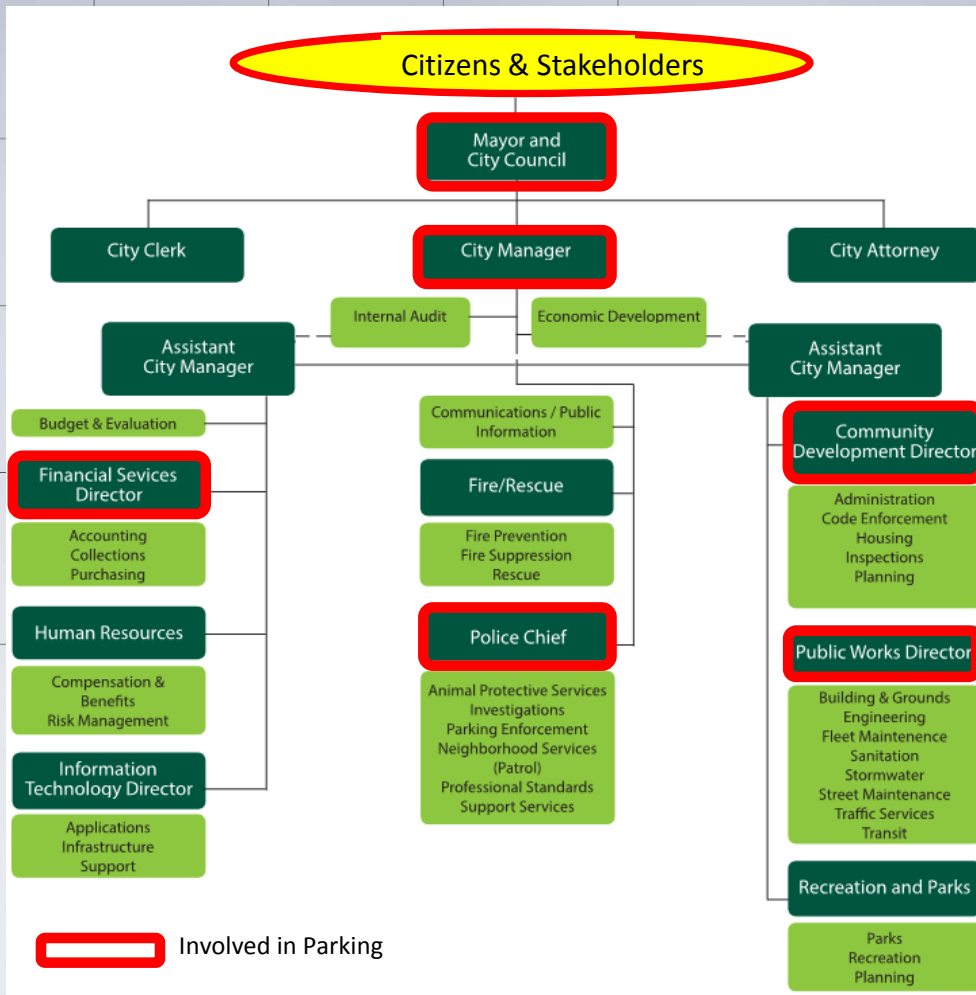 Citizens & Stakeholders
Mayor and
City Council
City Clerk
City Manager
City Attorney
Internal Audit
Economic Development
Assistant
City Manager
Assistant
City Manager
Budget & Evaluation
Financial Sevices
Director
Accounting
Collections
Purchasing
Human Resources
Compensation &
Benefits
Risk Management
Information
Technology Director
Applications
Infrastructure
Support
Communications / Public
Information
Fire/Rescue
Fire Prevention
Fire Suppression
Rescue
Police Chief
Animal Protective Services
Investigations
Parking Enforcement
Neighborhood Services
(Patrol)
Professional Standards
Support Services
Community
Development Director
Administration
Code Enforcement
Housing
Inspections
Planning
Public Works Director
Building & Grounds
Engineering
Fleet Maintenence
Sanitation
Stormwater
Street Maintenance
Traffic Services
Transit
Recreation and Parks
Parks
Recreation
Planning
Involved in Parking